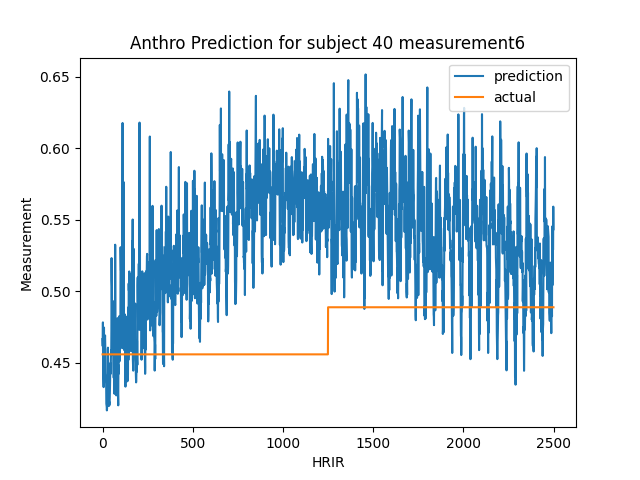 Anthro Prediction for subject 40 measurement6
prediction
actual
Measurement
0.65
0.60
0.55
0.50
0.45
0
500
1000
1500
2000
2500
HRIR